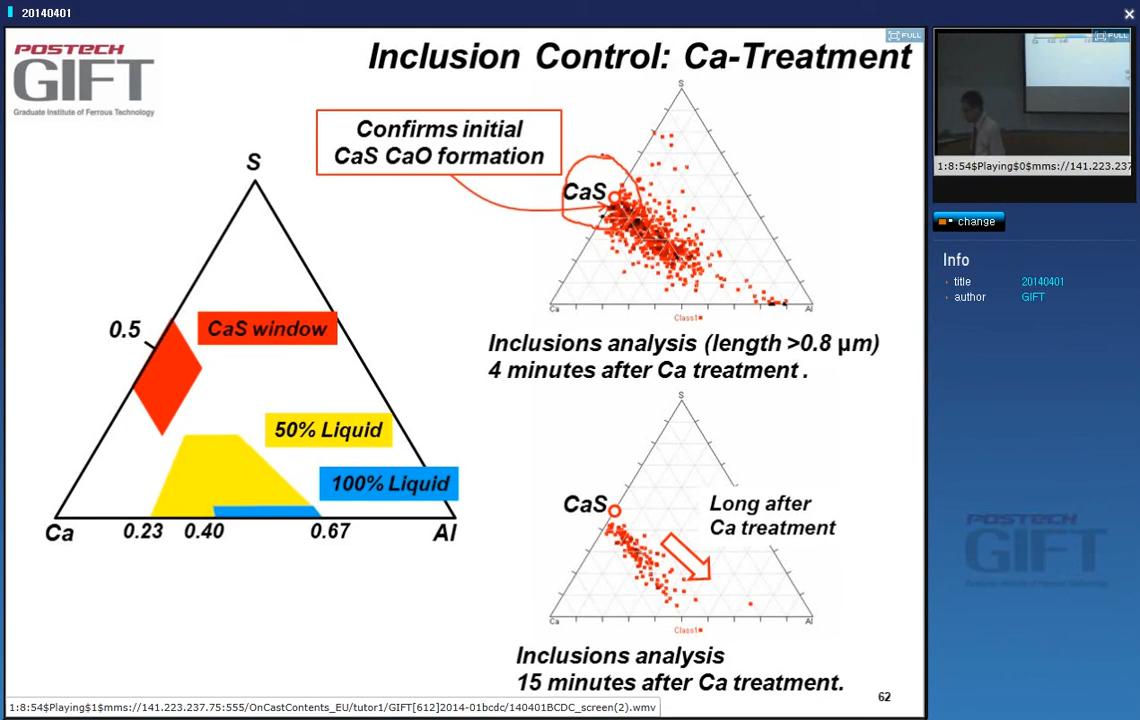 20140401
POSTECH
GIFT
Graduate Institute of Ferrous Technology
FULL
Inclusion Control: Ca-Treatment
Confirms initial
CaS CaO formation
S
0.5
CaS window
50% Liquid
100% Liquid
Ca
0.23
0.40
0.67
Al
S
CaS
Ca
Al
Class1
Inclusions analysis (length >0.8 µm)
4 minutes after Ca treatment .
S
CaS
Long after
Ca treatment
Ca
Al
Class1
Inclusions analysis
15 minutes after Ca treatment.
62
1:8:54$Playing$1$mms://141.223.237.75:555/OnCastContents_EU/tutor1/GIFT[612]2014-01bcdc/140401BCDC_screen(2).wmv
FULL
1:8:54$Playing$0$mms://141.223.237
change
Info
title 20140401
author GIFT
POSTECH
GIFT
Graduate Institute of Ferrous Technology